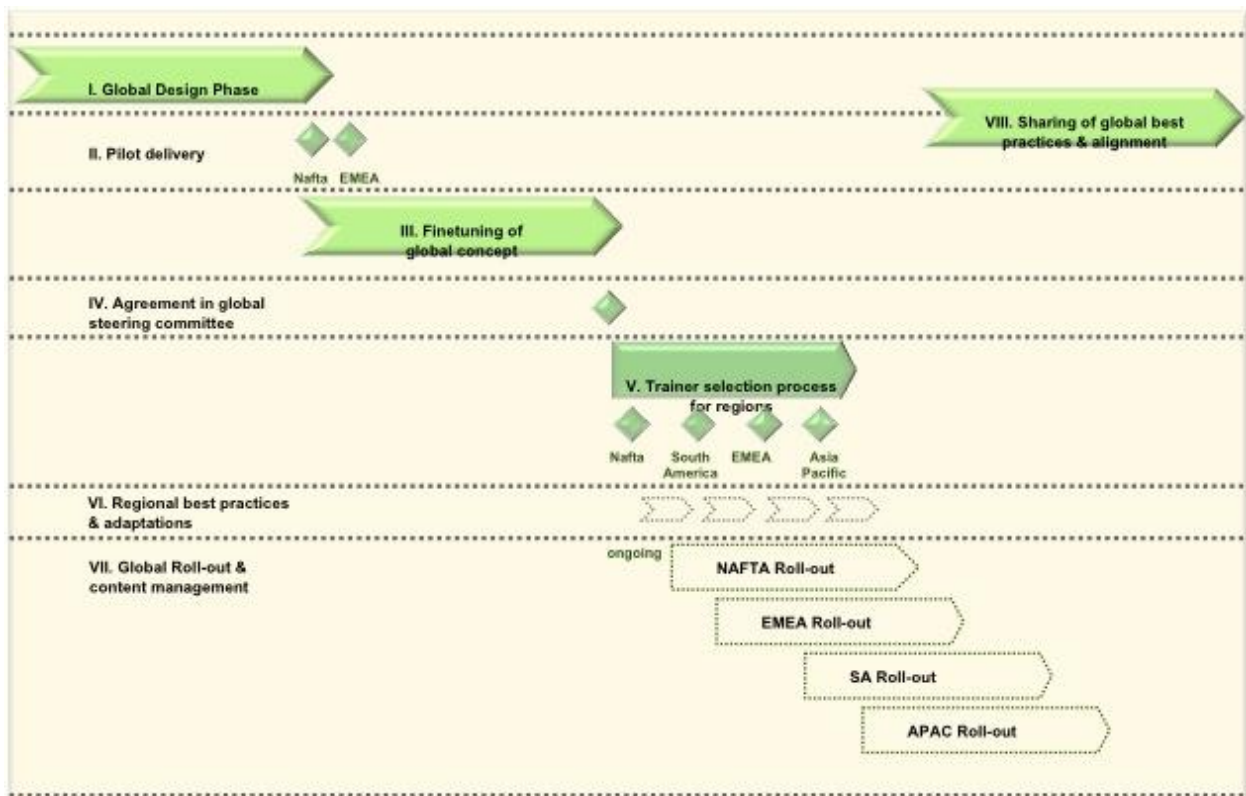 I. Global Design Phase
VIII. Sharing of global best
practices & alignment
II. Pilot delivery
Nafta
EMEA
III. Finetuning of
global concept
IV. Agreement in global
steering committee
V. Trainer selection process
for regions
Nafta
South
America
EMEA
Asia
Pacific
VI. Regional best practices
& adaptations
VII. Global Roll-out &
content management
ongoing
NAFTA Roll-out
EMEA Roll-out
SA Roll-out
APAC Roll-out